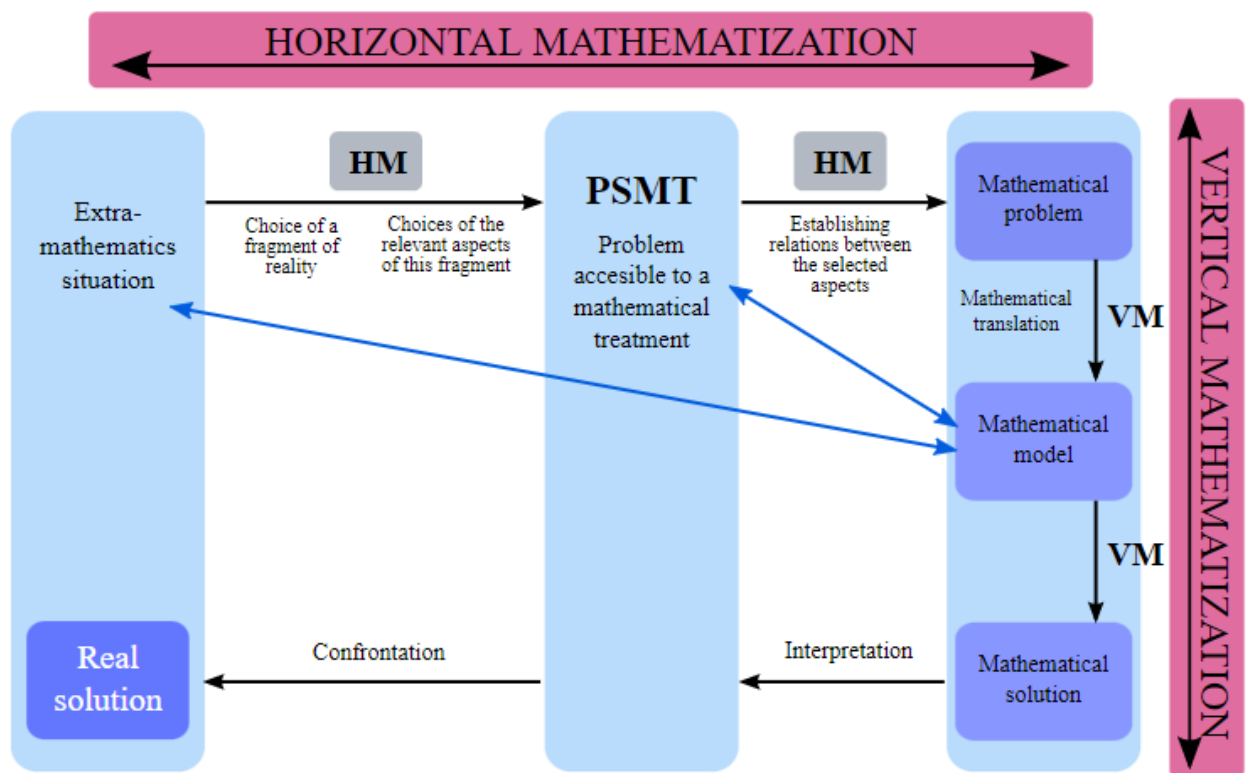 HORIZONTAL MATHEMATIZATION
Extra-
mathematics
situation
HM
Choice of a
fragment of
reality
Choices of the
relevant aspects
of this fragment
PSMT
Problem
accesible to a
mathematical
treatment
HM
Establishing
relations between
the selected
aspects
Mathematical
problem
Mathematical
translation
VM
Mathematical
model
VM
Mathematical
solution
Interpretation
Confrontation
Real
solution
VERTICAL MATHEMATIZATION